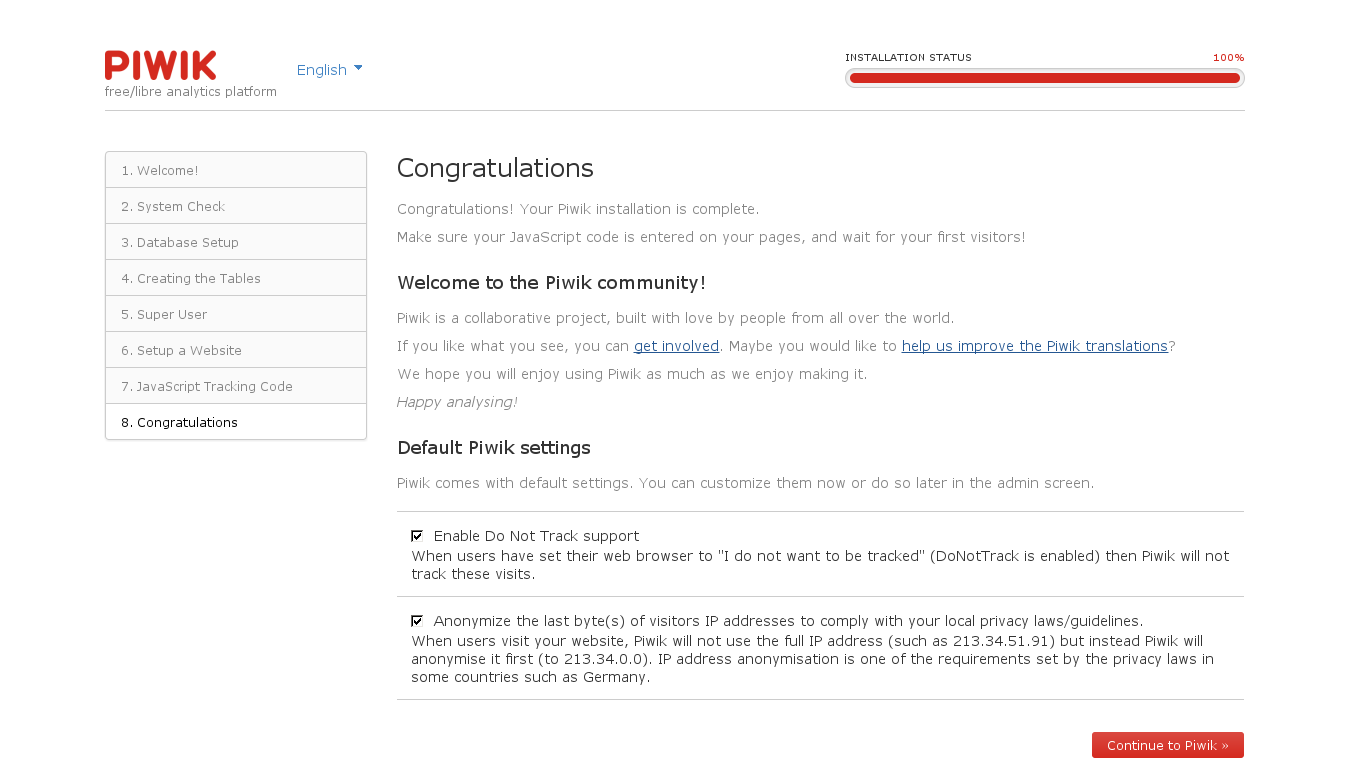 PIWIK
free/libre analytics platform
English
INSTALLATION STATUS 100%
1. Welcome!
2. System Check
3. Database Setup
4. Creating the Tables
5. Super User
6. Setup a Website
7. JavaScript Tracking Code
8. Congratulations
Congratulations
Congratulations! Your Piwik installation is complete.
Make sure your JavaScript code is entered on your pages, and wait for your first visitors!
Welcome to the Piwik community!
Piwik is a collaborative project, built with love by people from all over the world.
If you like what you see, you can get involved. Maybe you would like to help us improve the Piwik translations?
We hope you will enjoy using Piwik as much as we enjoy making it.
Happy analysing!
Default Piwik settings
Piwik comes with default settings. You can customize them now or do so later in the admin screen.
Enable Do Not Track support
When users have set their web browser to "I do not want to be tracked" (DoNotTrack is enabled) then Piwik will not
track these visits.
Anonymize the last byte(s) of visitors IP addresses to comply with your local privacy laws/guidelines.
When users visit your website, Piwik will not use the full IP address (such as 213.34.51.91) but instead Piwik will
anonymise it first (to 213.34.0.0). IP address anonymisation is one of the requirements set by the privacy laws in
some countries such as Germany.
Continue to Piwik »